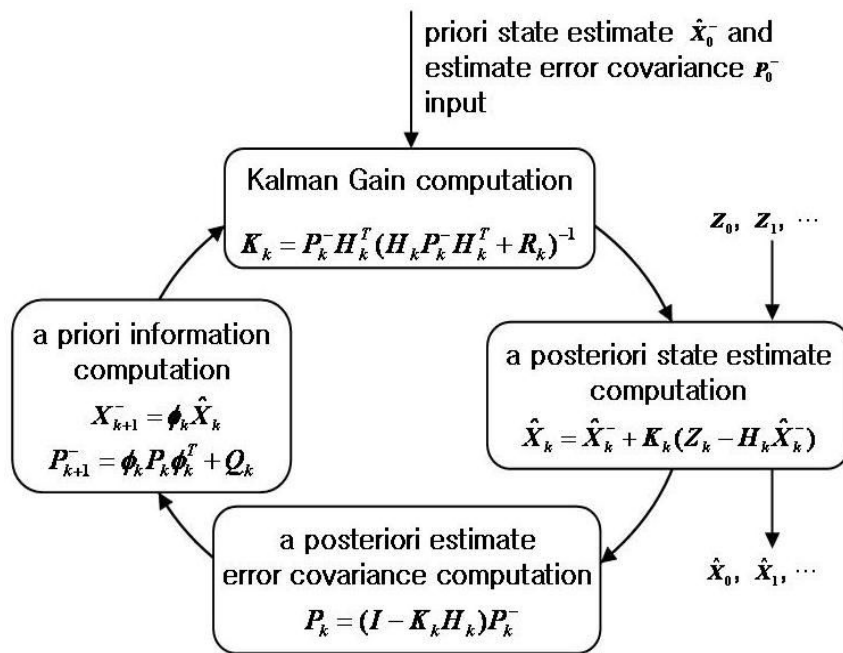 priori state estimate X̂₀⁻ and
estimate error covariance P₀⁻
input
Kalman Gain computation
Kₖ = Pₖ⁻Hₖᵀ(HₖPₖ⁻Hₖᵀ + Rₖ)⁻¹
Z₀, Z₁, ⋯
a priori information
computation
X⁻ₖ₊₁ = ϕₖX̂ₖ
P⁻ₖ₊₁ = ϕₖPₖϕₖᵀ + Qₖ
a posteriori state estimate
computation
X̂ₖ = X̂ₖ⁻ + Kₖ(Zₖ − HₖX̂ₖ⁻)
a posteriori estimate
error covariance computation
Pₖ = (I − KₖHₖ)Pₖ⁻
X̂₀, X̂₁, ⋯